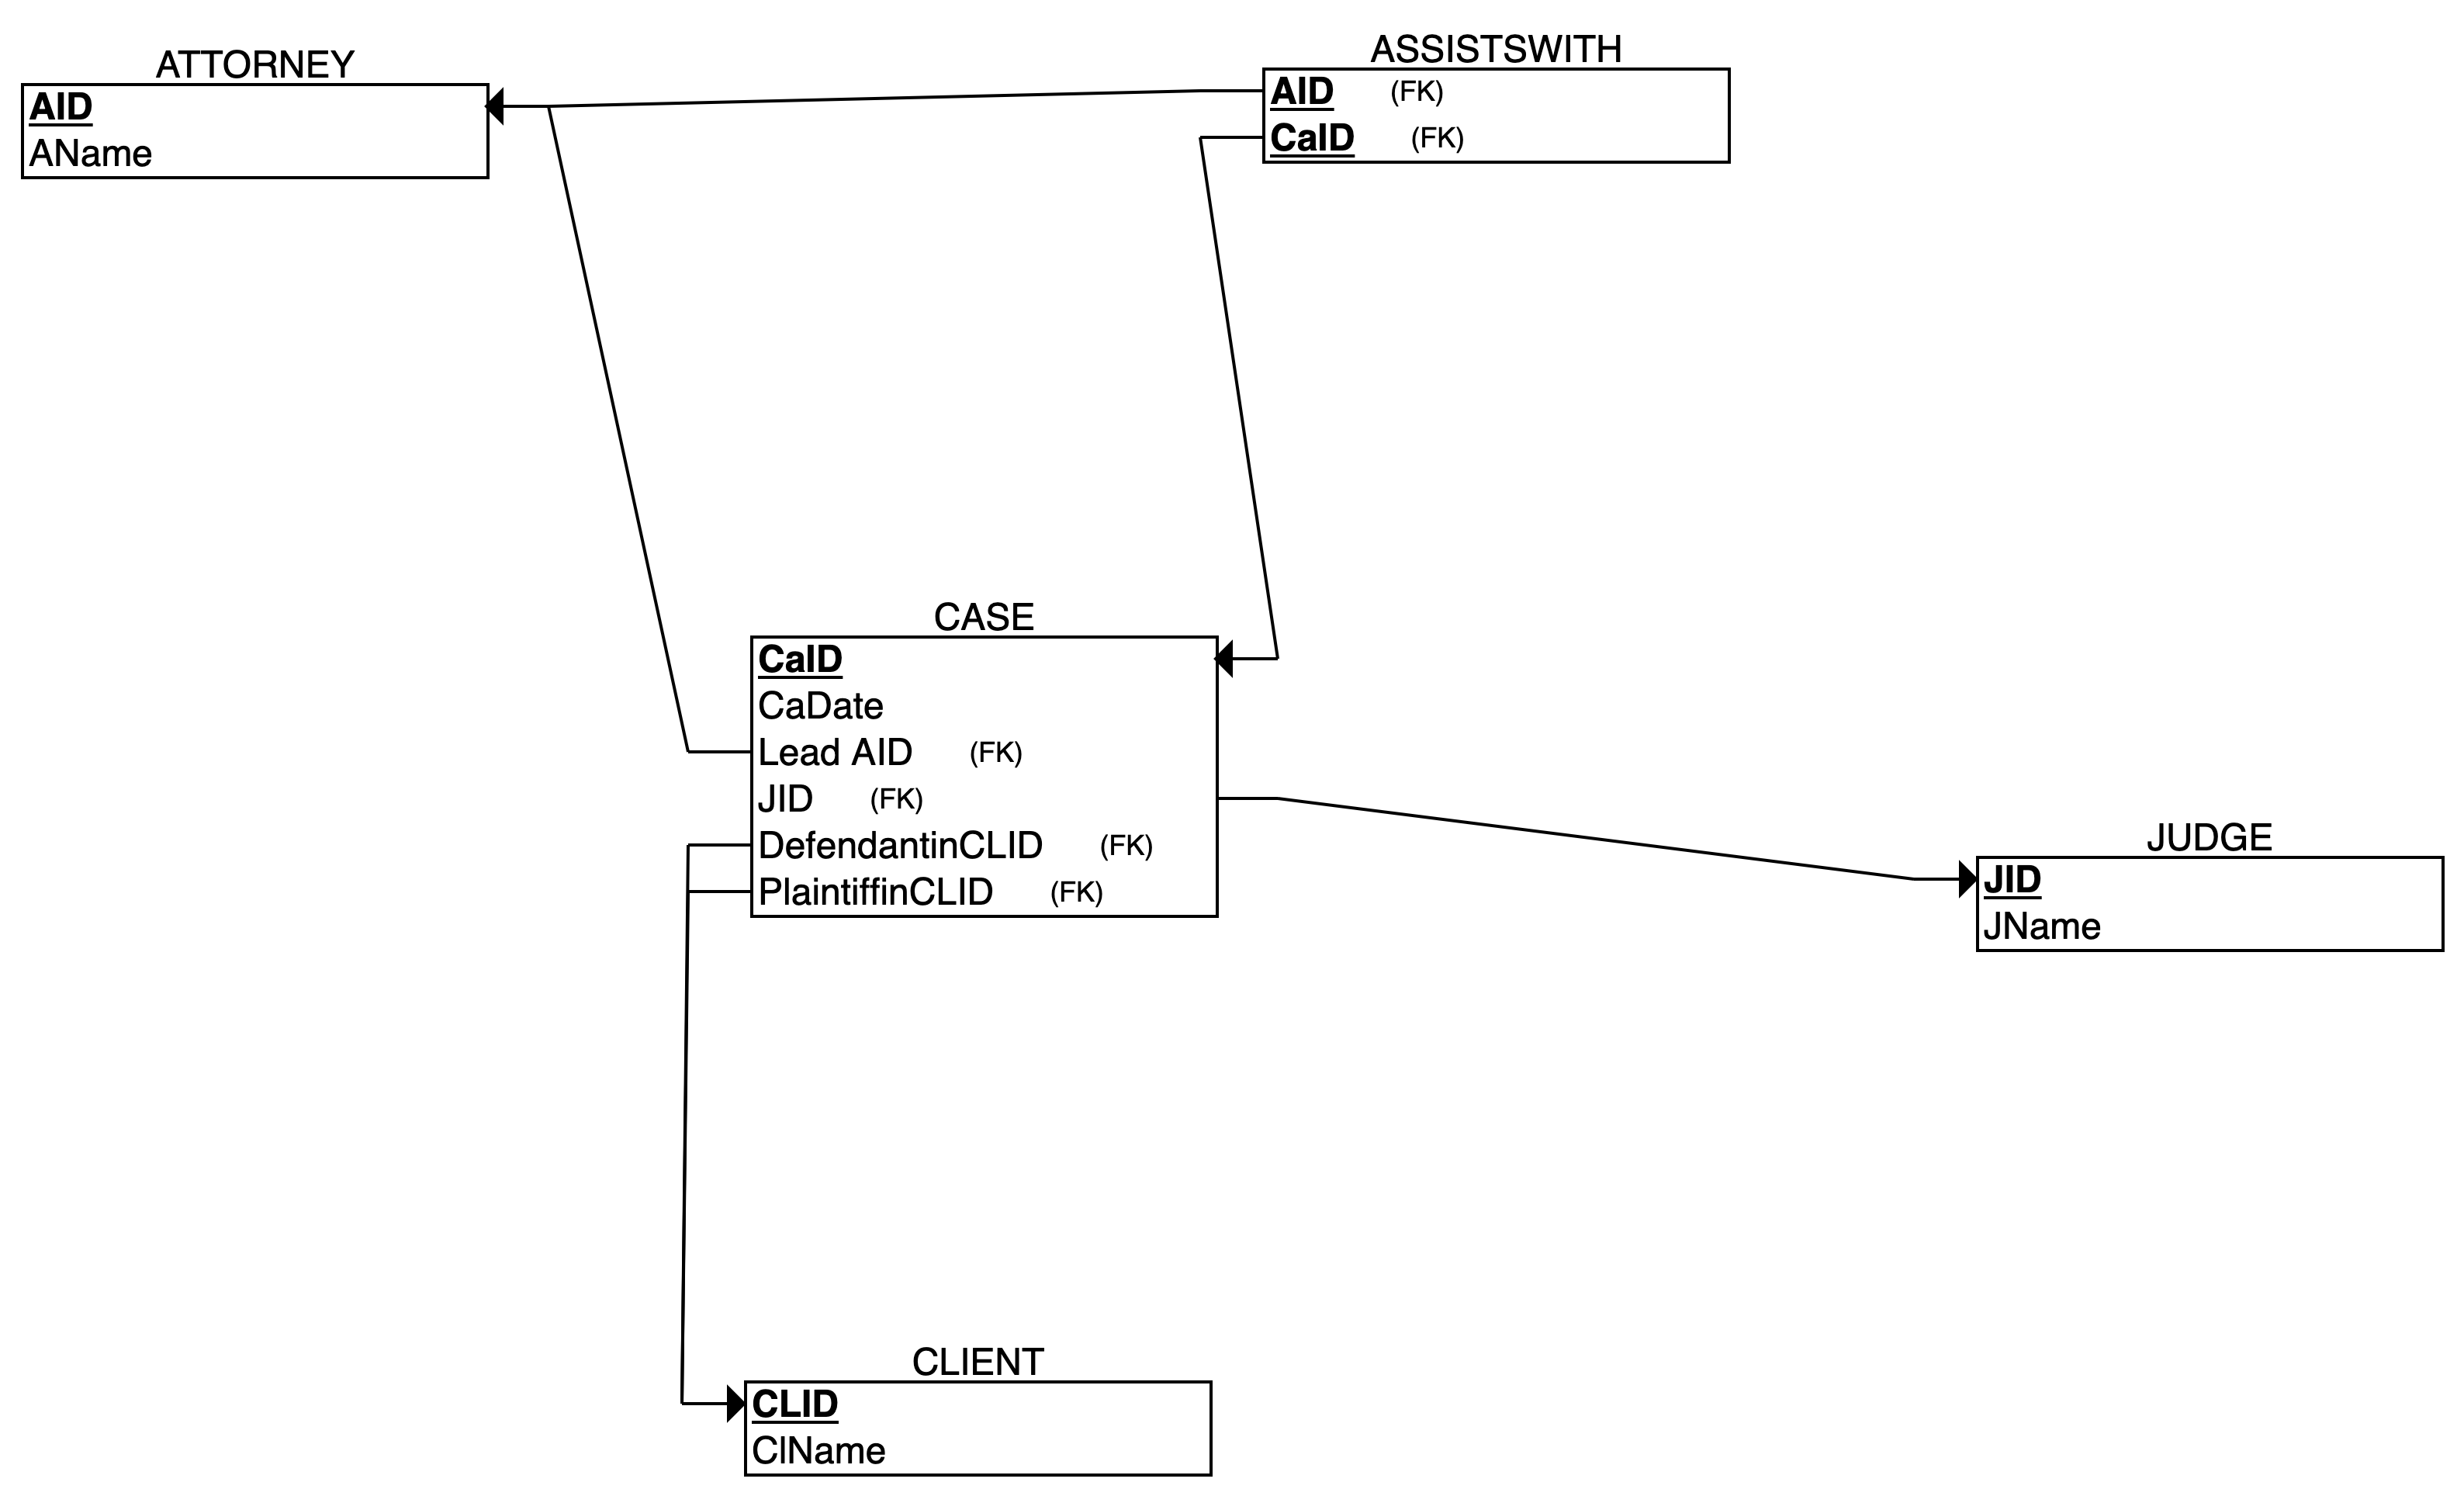 ATTORNEY
AID
AName
ASSISTSWITH
AID (FK)
CaID (FK)
CASE
CaID
CaDate
Lead AID (FK)
JID (FK)
DefendantinCLID (FK)
PlaintiffinCLID (FK)
JUDGE
JID
JName
CLIENT
CLID
ClName